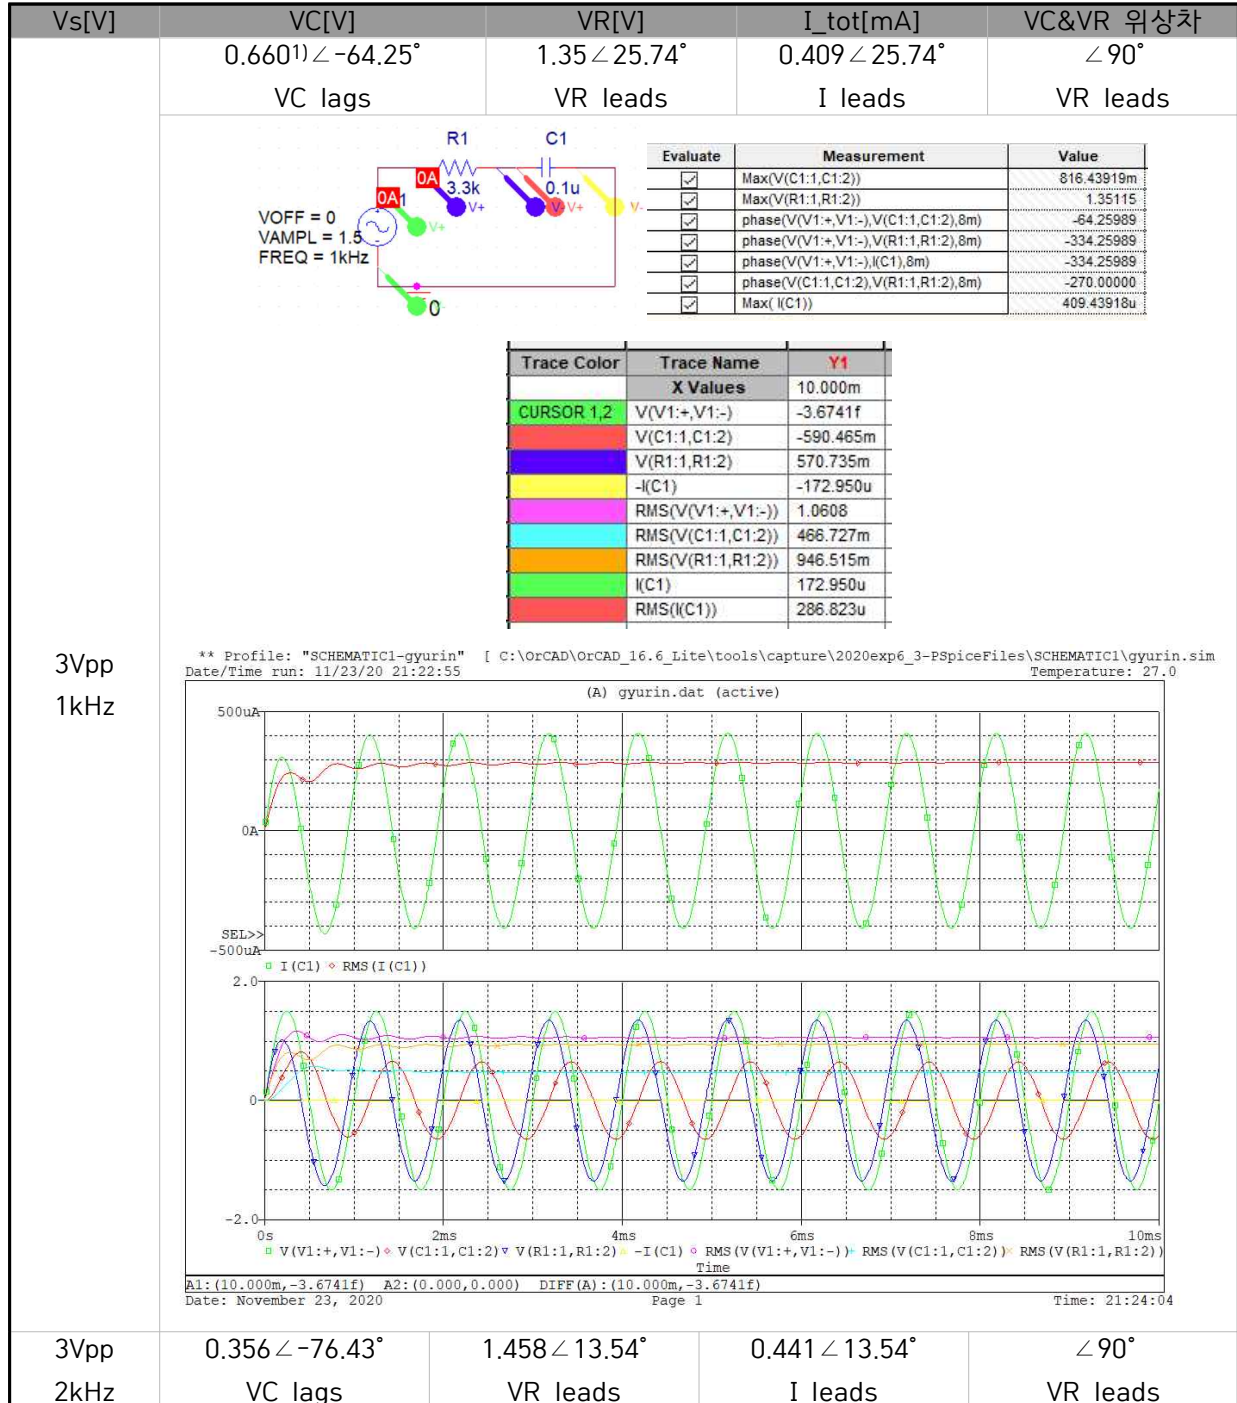 Vs[V] VC[V] VR[V] I_tot[mA] VC&VR 위상차
0.660¹⁾∠-64.25° 1.35∠25.74° 0.409∠25.74° ∠90°
VC lags VR leads I leads VR leads
R1 C1
3.3k 0.1u
0A
0A 1
V+ V- V+ V-
V+
VOFF = 0
VAMPL = 1.5
FREQ = 1kHz
0
Evaluate Measurement Value
Max(V(C1:1,C1:2)) 816.43919m
Max(V(R1:1,R1:2)) 1.35115
phase(V(V1:+,V1:-),V(C1:1,C1:2),8m) -64.25989
phase(V(V1:+,V1:-),V(R1:1,R1:2),8m) -334.25989
phase(V(V1:+,V1:-),I(C1),8m) -334.25989
phase(V(C1:1,C1:2),V(R1:1,R1:2),8m) -270.00000
Max( I(C1)) 409.43918u
Trace Color Trace Name Y1
X Values 10.000m
CURSOR 1,2 V(V1:+,V1:-) -3.6741f
V(C1:1,C1:2) -590.465m
V(R1:1,R1:2) 570.735m
-I(C1) -172.950u
RMS(V(V1:+,V1:-)) 1.0608
RMS(V(C1:1,C1:2)) 466.727m
RMS(V(R1:1,R1:2)) 946.515m
I(C1) 172.950u
RMS(I(C1)) 286.823u
3Vpp
1kHz
** Profile: "SCHEMATIC1-gyurin" [ C:\OrCAD\OrCAD_16.6_Lite\tools\capture\2020exp6_3-PSpiceFiles\SCHEMATIC1\gyurin.sim
Date/Time run: 11/23/20 21:22:55 Temperature: 27.0
(A) gyurin.dat (active)
500uA
0A
SEL>>
-500uA
I(C1) RMS(I(C1))
2.0
0
-2.0
0s 2ms 4ms 6ms 8ms 10ms
V(V1:+,V1:-) V(C1:1,C1:2) V(R1:1,R1:2) -I(C1) RMS(V(V1:+,V1:-)) RMS(V(C1:1,C1:2)) RMS(V(R1:1,R1:2))
Time
A1:(10.000m,-3.6741f) A2:(0.000,0.000) DIFF(A):(10.000m,-3.6741f)
Date: November 23, 2020 Page 1 Time: 21:24:04
3Vpp 0.356∠-76.43° 1.458∠13.54° 0.441∠13.54° ∠90°
2kHz VC lags VR leads I leads VR leads